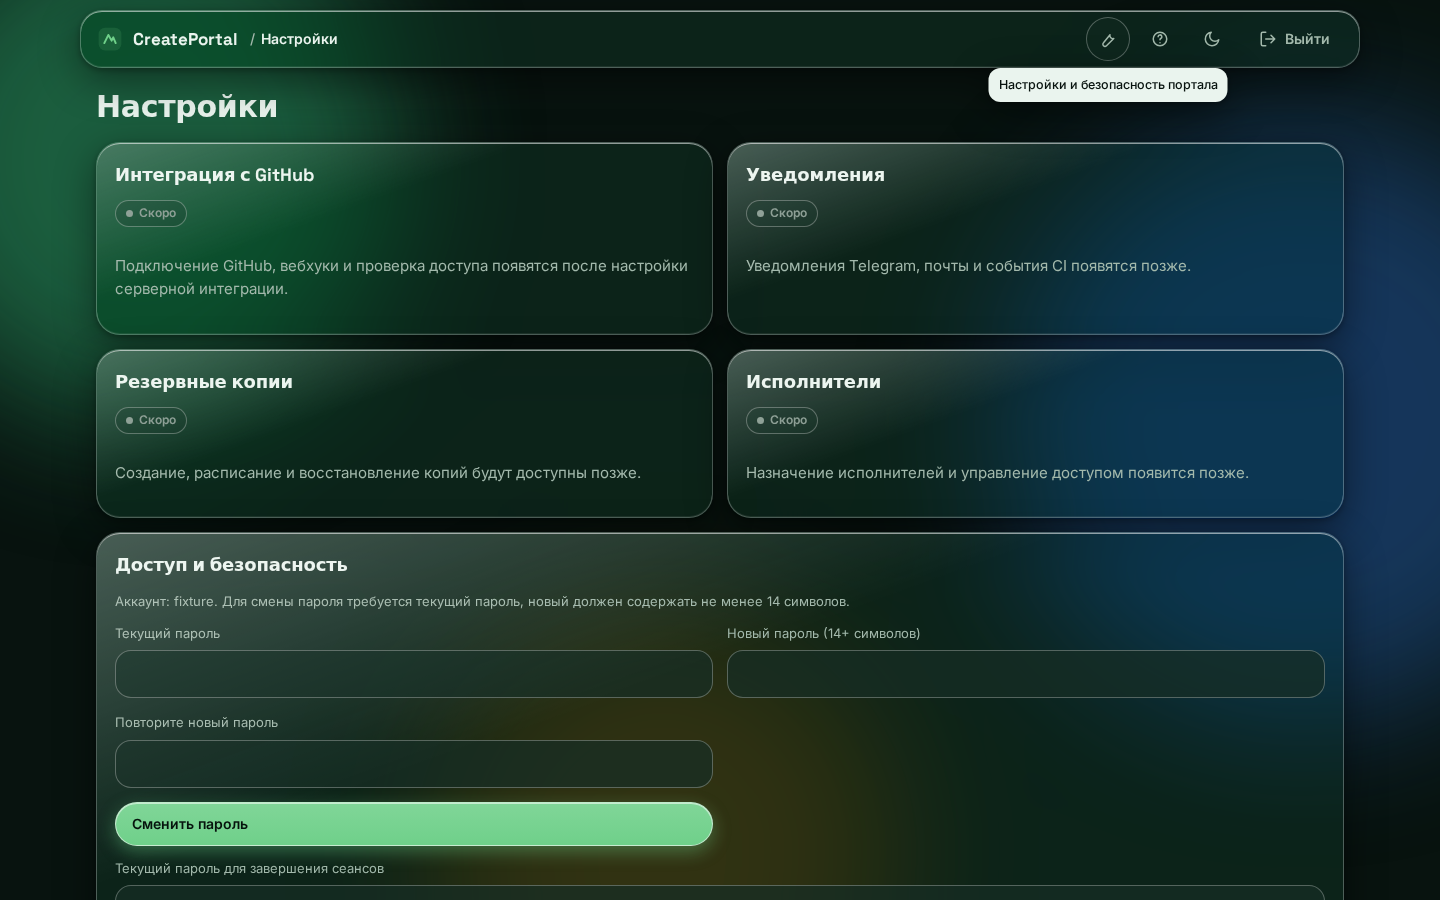 CreatePortal / Настройки
Выйти
Настройки и безопасность портала
Настройки
Интеграция с GitHub
Скоро
Подключение GitHub, вебхуки и проверка доступа появятся после настройки
серверной интеграции.
Уведомления
Скоро
Уведомления Telegram, почты и события CI появятся позже.
Резервные копии
Скоро
Создание, расписание и восстановление копий будут доступны позже.
Исполнители
Скоро
Назначение исполнителей и управление доступом появится позже.
Доступ и безопасность
Аккаунт: fixture. Для смены пароля требуется текущий пароль, новый должен содержать не менее 14 символов.
Текущий пароль
Новый пароль (14+ символов)
Повторите новый пароль
Сменить пароль
Текущий пароль для завершения сеансов